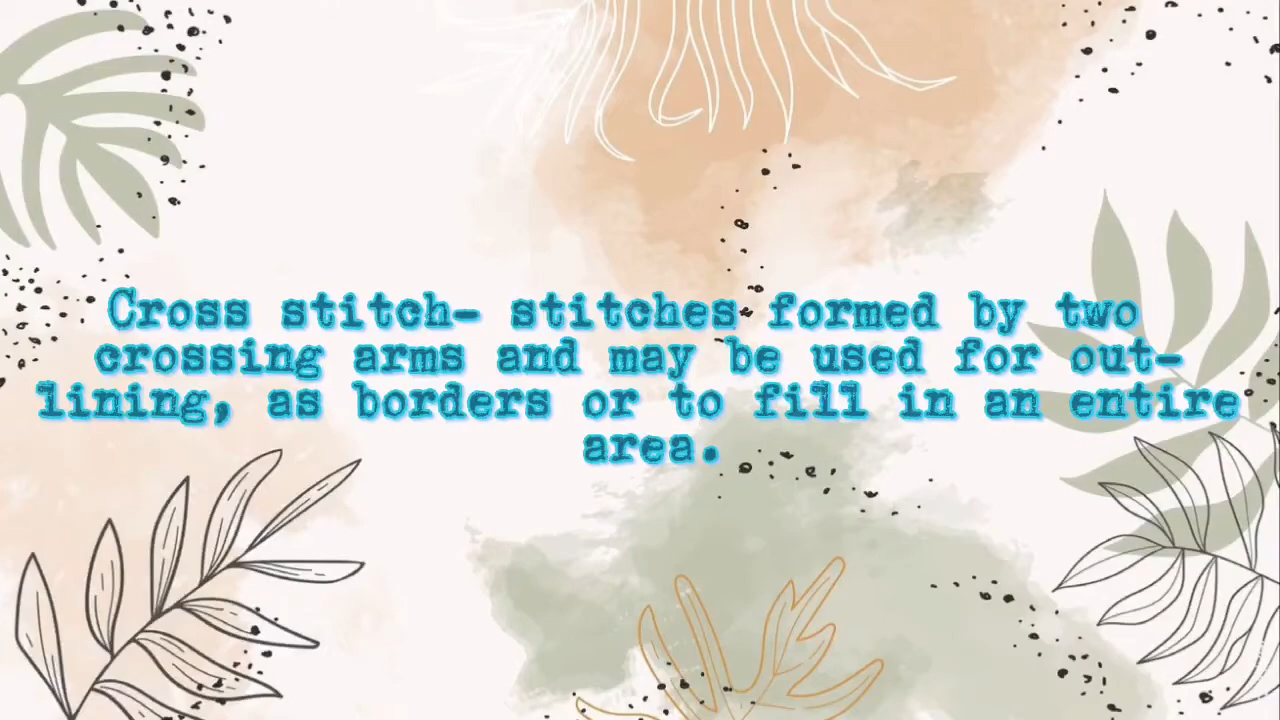 Cross stitch- stitches formed by two
crossing arms and may be used for out-
lining, as borders or to fill in an entire
area.